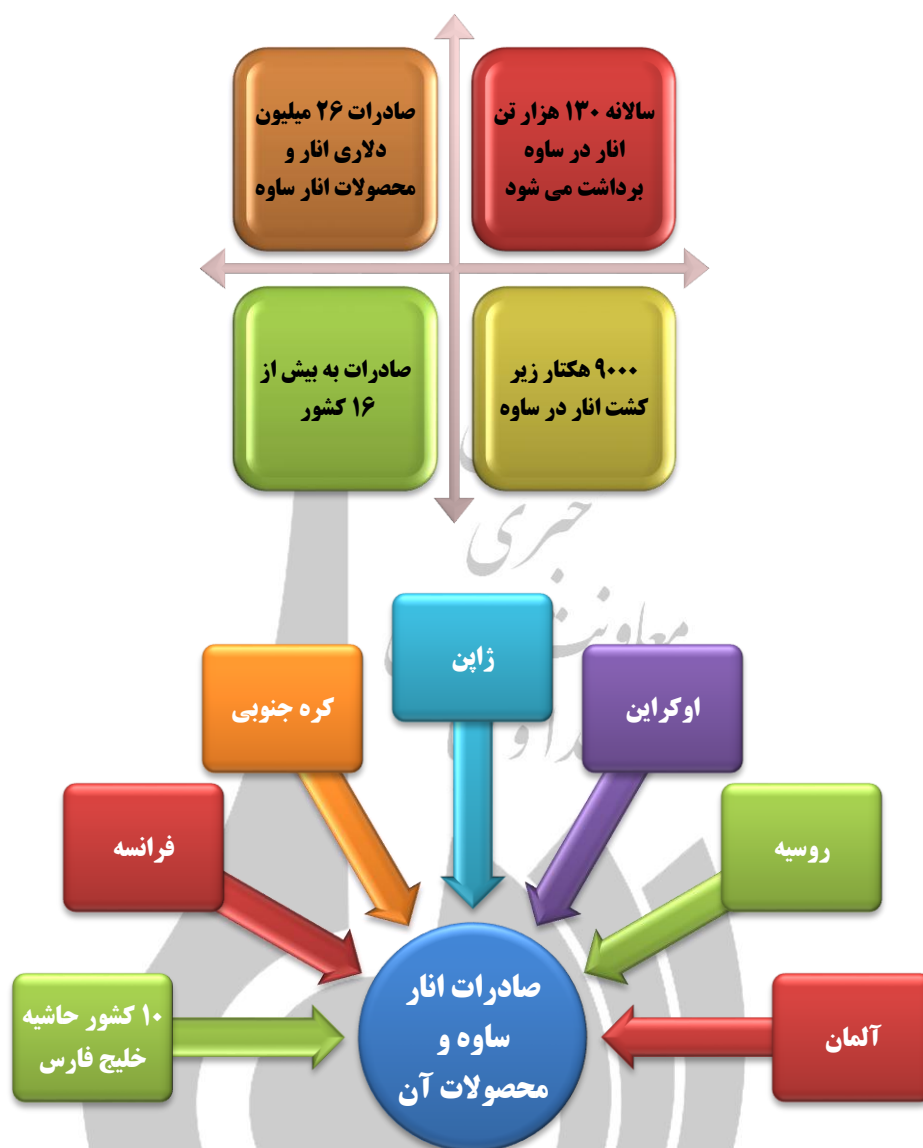 سالانه ۱۳۰ هزار تن
انار در ساوه
برداشت می شود
صادرات ۲۶ میلیون
دلاری انار و
محصولات انار ساوه
۹۰۰۰ هکتار زیر
کشت انار در ساوه
صادرات به بیش از
۱۶ کشور
خبری
معاونت
ژاپن
اوکراین
کره جنوبی
روسیه
فرانسه
آلمان
۱۰ کشور حاشیه
خلیج فارس
صادرات انار
ساوه و
محصولات آن